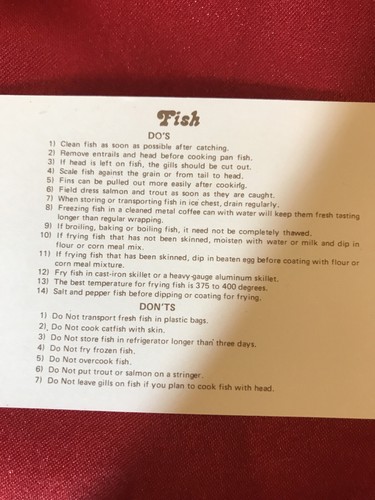 Fish
DO'S
1) Clean fish as soon as possible after catching.
2) Remove entrails and head before cooking pan fish.
3) If head is left on fish, the gills should be cut out.
4) Scale fish against the grain or from tail to head.
5) Fins can be pulled out more easily after cooking.
6) Field dress salmon and trout as soon as they are caught.
7) When storing or transporting fish in ice chest, drain regularly.
8) Freezing fish in a cleaned metal coffee can with water will keep them fresh tasting
longer than regular wrapping.
9) If broiling, baking or boiling fish, it need not be completely thawed.
10) If frying fish that has not been skinned, moisten with water or milk and dip in
flour or corn meal mix.
11) If frying fish that has been skinned, dip in beaten egg before coating with flour or
corn meal mixture.
12) Fry fish in cast-iron skillet or a heavy-gauge aluminum skillet.
13) The best temperature for frying fish is 375 to 400 degrees.
14) Salt and pepper fish before dipping or coating for frying.
DON'TS
1) Do Not transport fresh fish in plastic bags.
2) Do Not cook catfish with skin.
3) Do Not store fish in refrigerator longer than three days.
4) Do Not fry frozen fish.
5) Do Not overcook fish.
6) Do Not put trout or salmon on a stringer.
7) Do Not leave gills on fish if you plan to cook fish with head.